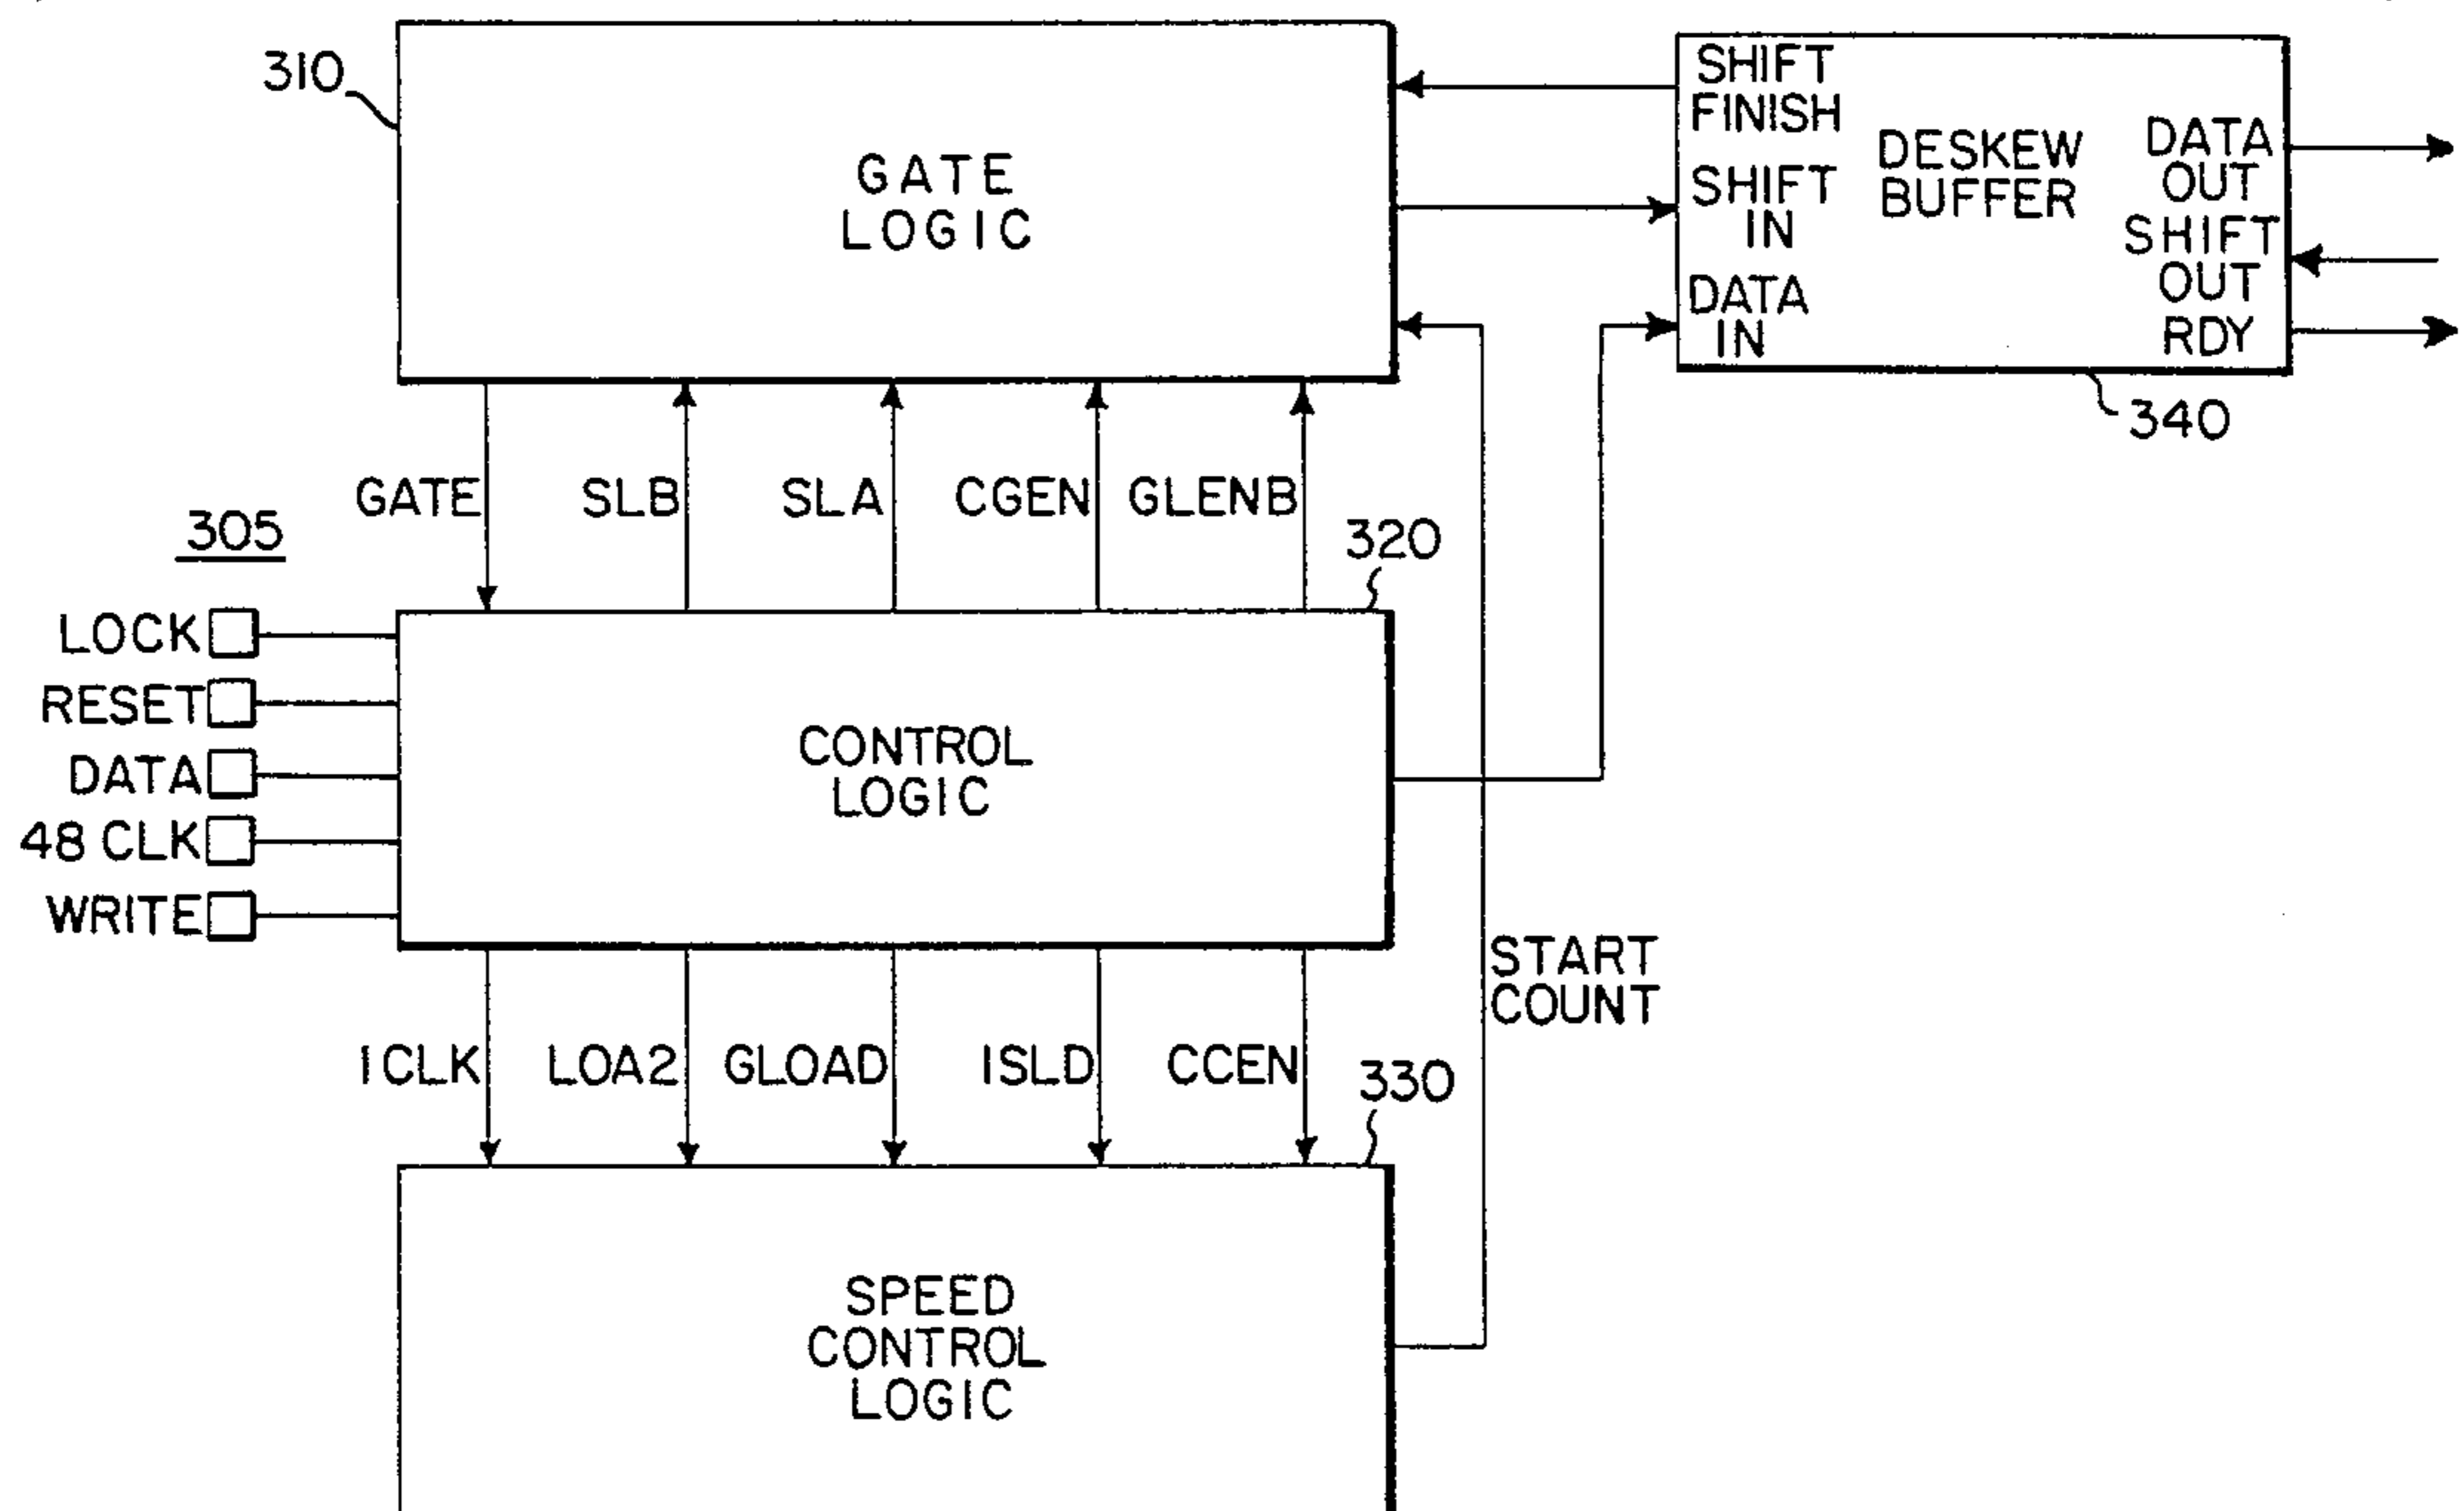 310
GATE
LOGIC
SHIFT
FINISH
SHIFT
IN
DATA
IN
DESKEW
BUFFER
DATA
OUT
SHIFT
OUT
RDY
340
GATE
SLB
SLA
CGEN
GLENB
305
320
LOCK
RESET
DATA
48 CLK
WRITE
CONTROL
LOGIC
START
COUNT
ICLK
LOA2
GLOAD
ISLD
CCEN
330
SPEED
CONTROL
LOGIC